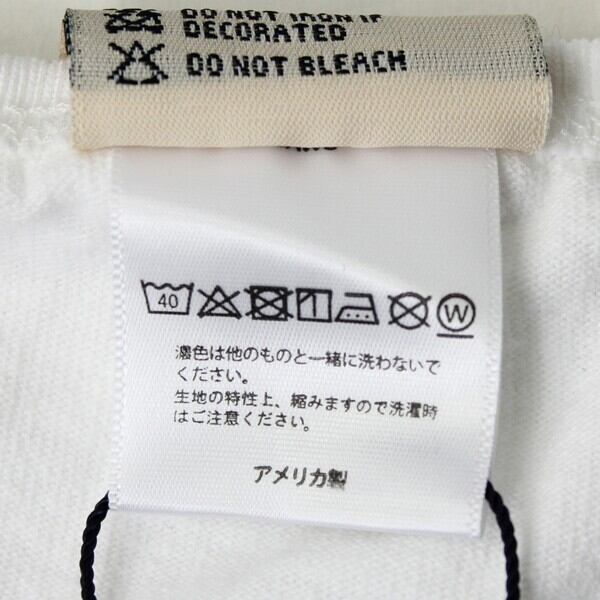 DO NOT IRON IF
DECORATED
DO NOT BLEACH
40
W
濃色は他のものと一緒に洗わないで
ください。
生地の特性上、縮みますので洗濯時
はご注意ください。
アメリカ製